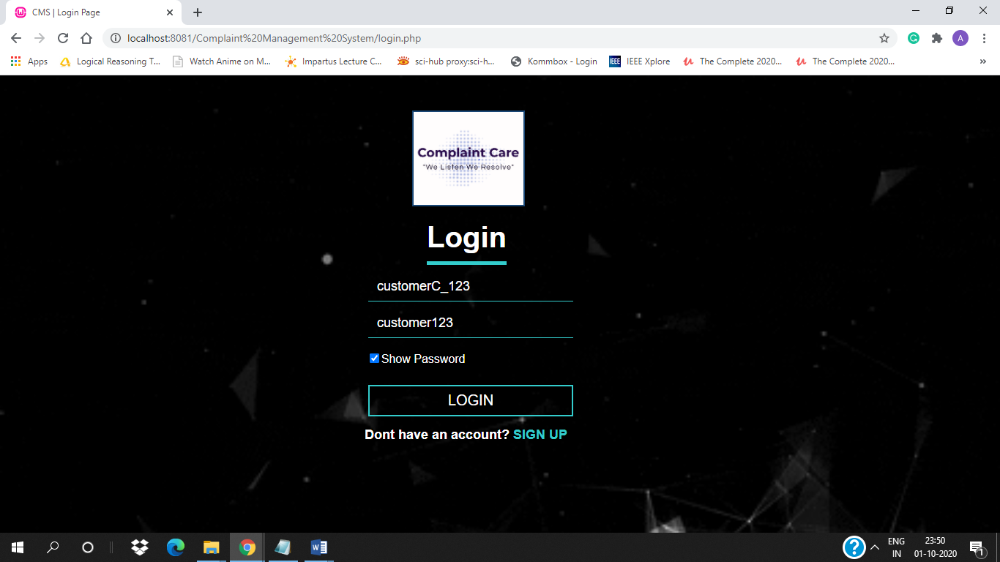 CMS | Login Page
localhost:8081/Complaint%20Management%20System/login.php
A
Apps
Logical Reasoning T...
Watch Anime on M...
Impartus Lecture C...
sci-hub proxy:sci-h...
Kommbox - Login
IEEE
IEEE Xplore
The Complete 2020...
The Complete 2020...
»
Complaint Care
"We Listen We Resolve"
Login
customerC_123
customer123
Show Password
LOGIN
Dont have an account? SIGN UP
ENG
IN
23:50
01-10-2020
1